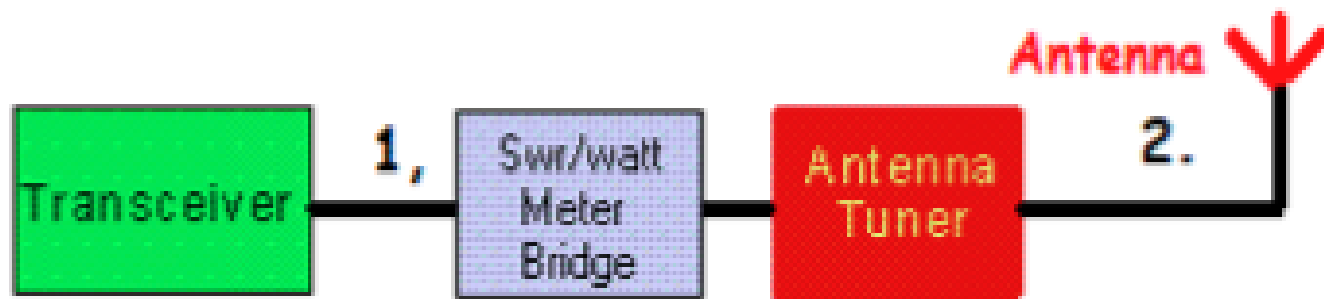 Antenna
1,
2.
Transceiver
Swr/watt
Meter
Bridge
Antenna
Tuner